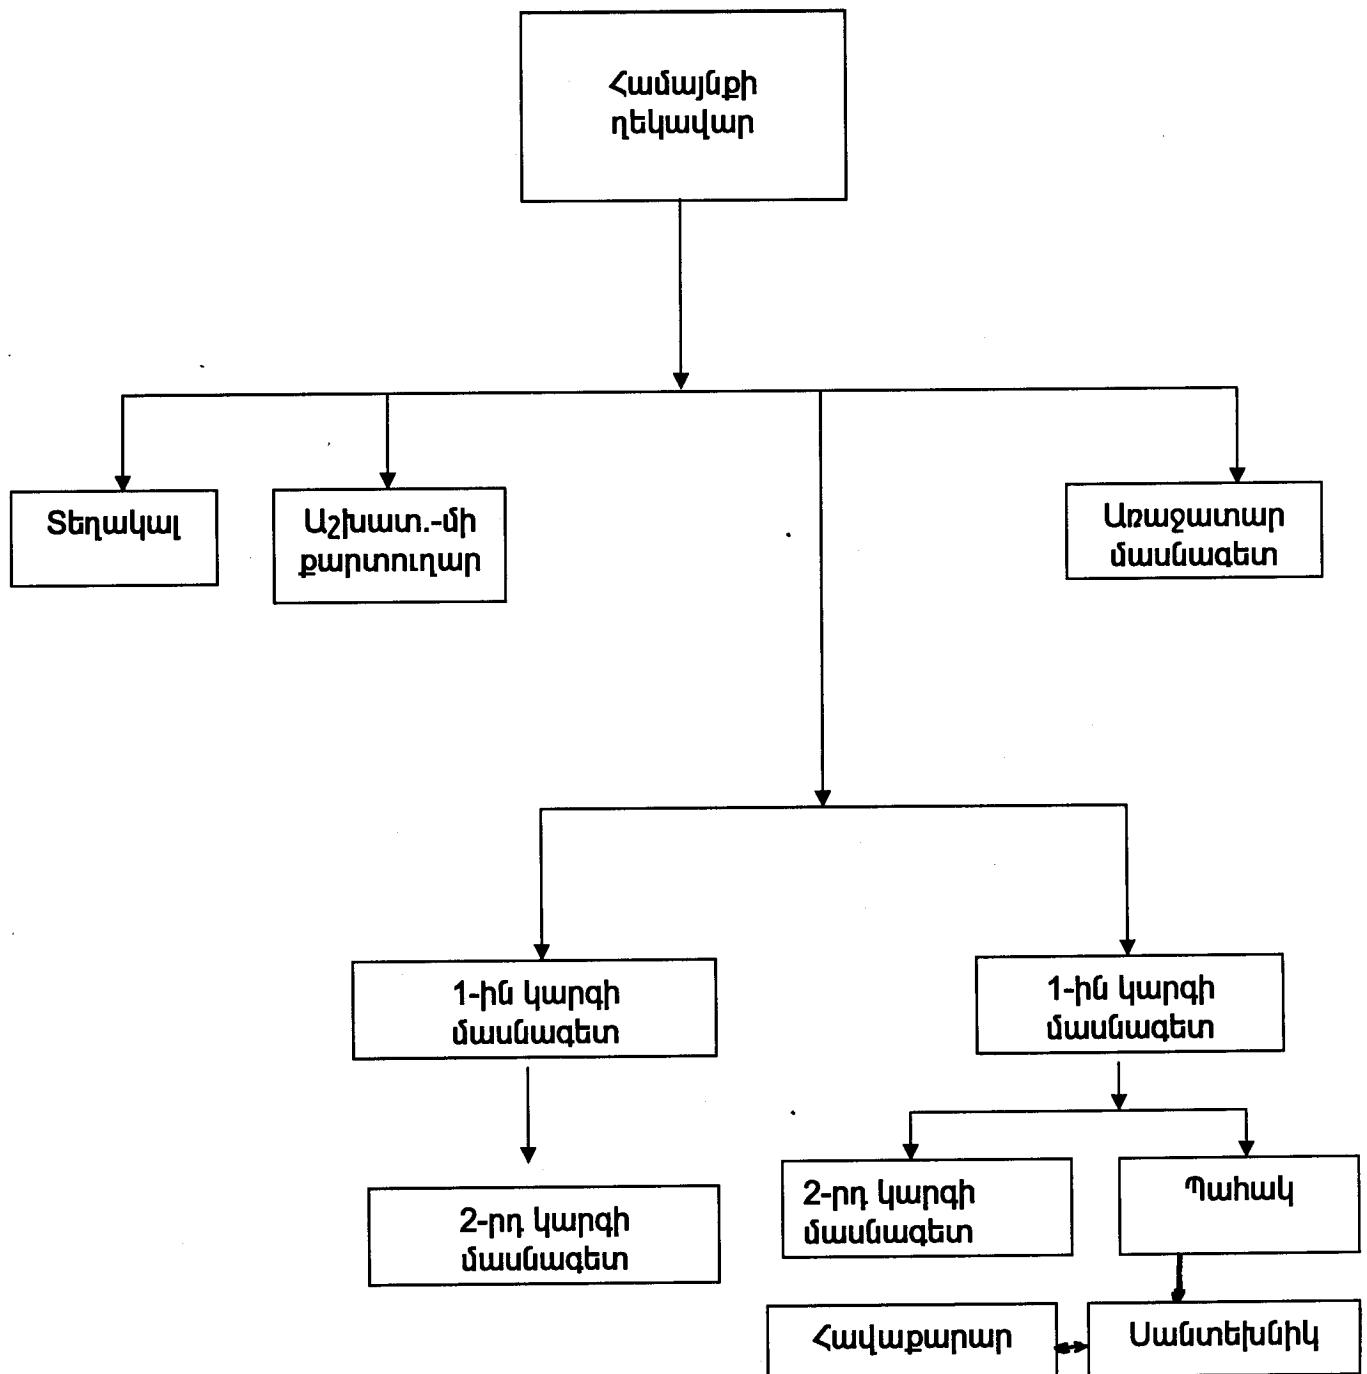 Համայնքի
ղեկավար
Տեղակալ
Աշխատ.-մի
քարտուղար
Առաջատար
մասնագետ
1-ին կարգի
մասնագետ
1-ին կարգի
մասնագետ
2-րդ կարգի
մասնագետ
2-րդ կարգի
մասնագետ
Պահակ
Հավաքարար
Սանտեխնիկ